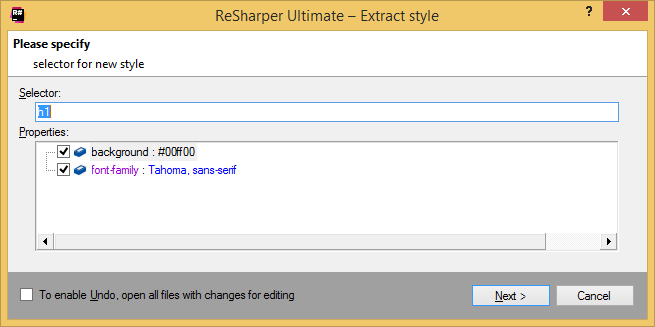 R#
ReSharper Ultimate – Extract style
?
Please specify
selector for new style
Selector:
h1
Properties:
background : #00ff00
font-family : Tahoma, sans-serif
To enable Undo, open all files with changes for editing
Next >
Cancel